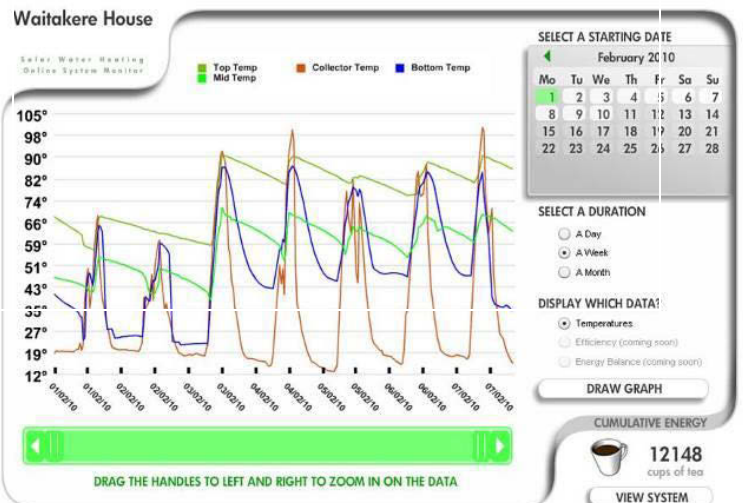 Waitakere House
Solar Water Heating
Online System Monitor
Top Temp
Mid Temp
Collector Temp
Bottom Temp
105°
98°
90°
82°
74°
66°
59°
51°
43°
35°
27°
19°
12°
01/02/10 01/02/10 02/02/10 02/02/10 03/02/10 03/02/10 04/02/10 04/02/10 05/02/10 05/02/10 06/02/10 06/02/10 07/02/10 07/02/10
DRAG THE HANDLES TO LEFT AND RIGHT TO ZOOM IN ON THE DATA
SELECT A STARTING DATE
February 2010
Mo Tu We Th Fr Sa Su
1 2 3 4 5 6 7
8 9 10 11 12 13 14
15 16 17 18 19 20 21
22 23 24 25 26 27 28
SELECT A DURATION
A Day
A Week
A Month
DISPLAY WHICH DATA?
Temperatures
Efficiency (coming soon)
Energy Balance (coming soon)
DRAW GRAPH
CUMULATIVE ENERGY
12148
cups of tea
VIEW SYSTEM